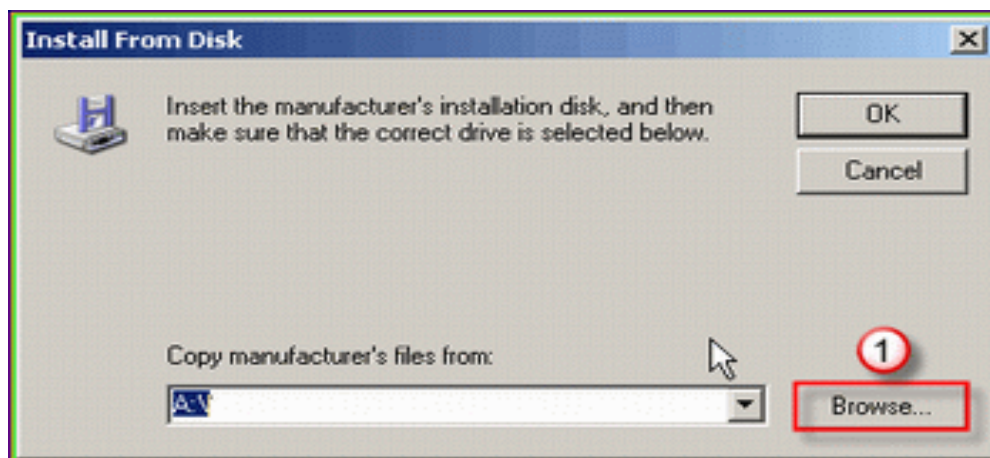 Install From Disk
Insert the manufacturer's installation disk, and then
make sure that the correct drive is selected below.
OK
Cancel
Copy manufacturer's files from:
A:\
1
Browse...